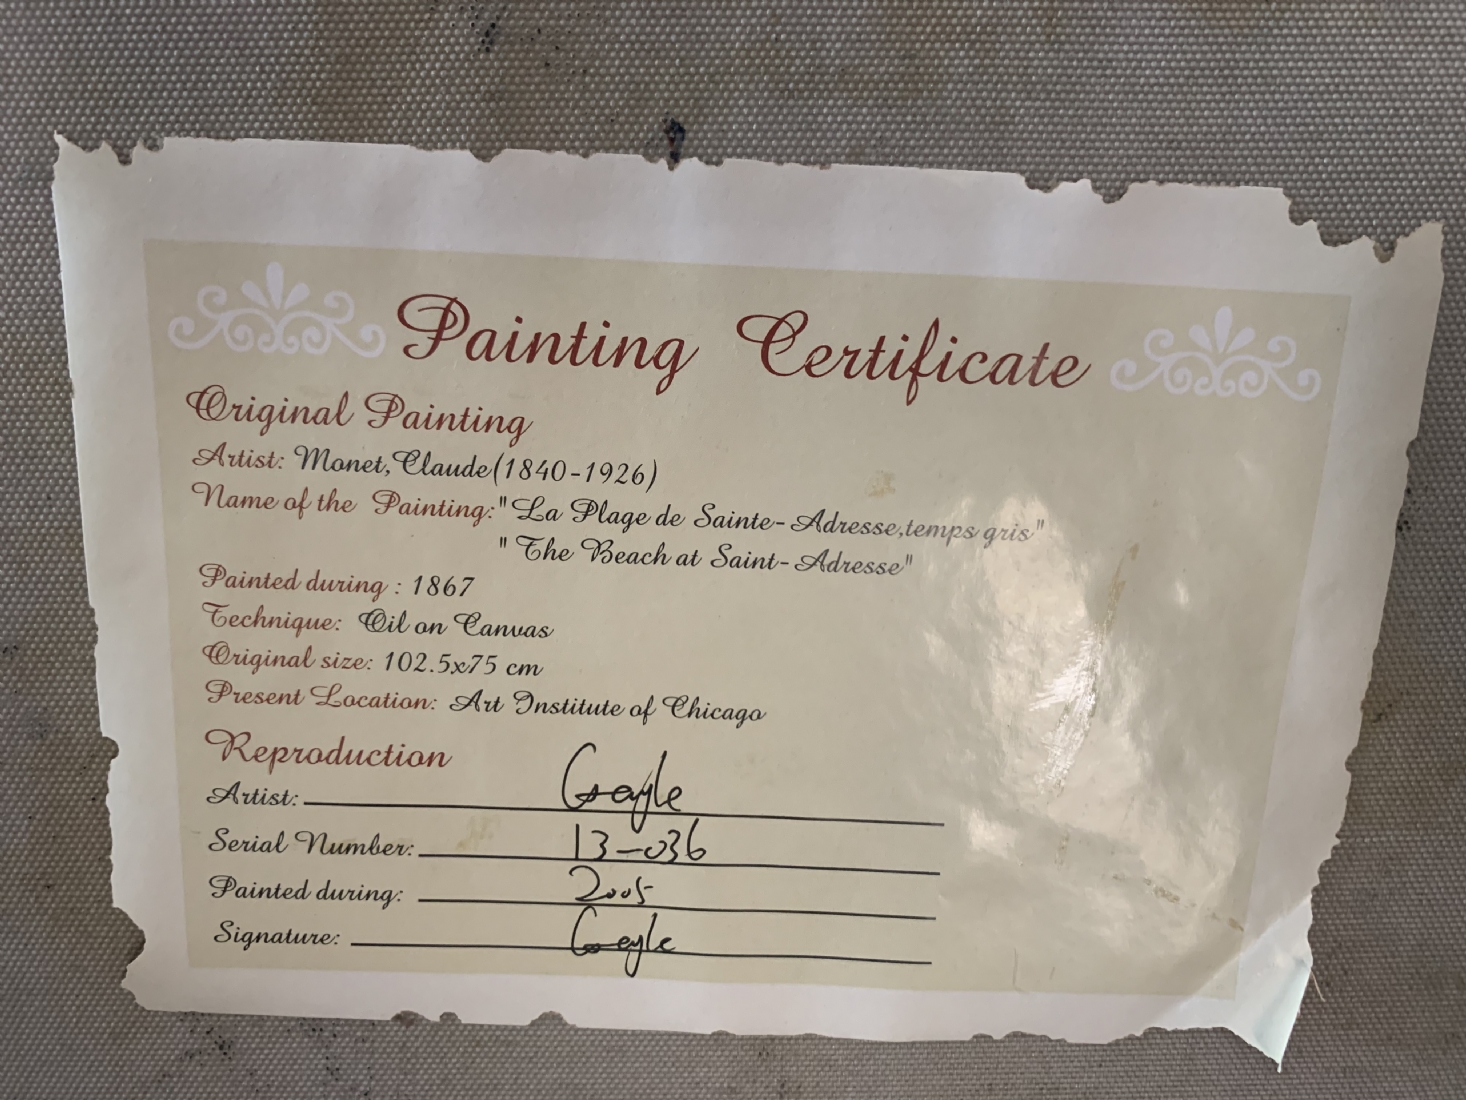 Painting Certificate
Original Painting
Artist: Monet,Claude(1840-1926)
Name of the Painting:"La Plage de Sainte-Adresse,temps gris"
"The Beach at Saint-Adresse"
Painted during : 1867
Technique: Oil on Canvas
Original size: 102.5x75 cm
Present Location: Art Institute of Chicago
Reproduction
Artist: Geyle
Serial Number: 13-036
Painted during: 2005
Signature: Geyle